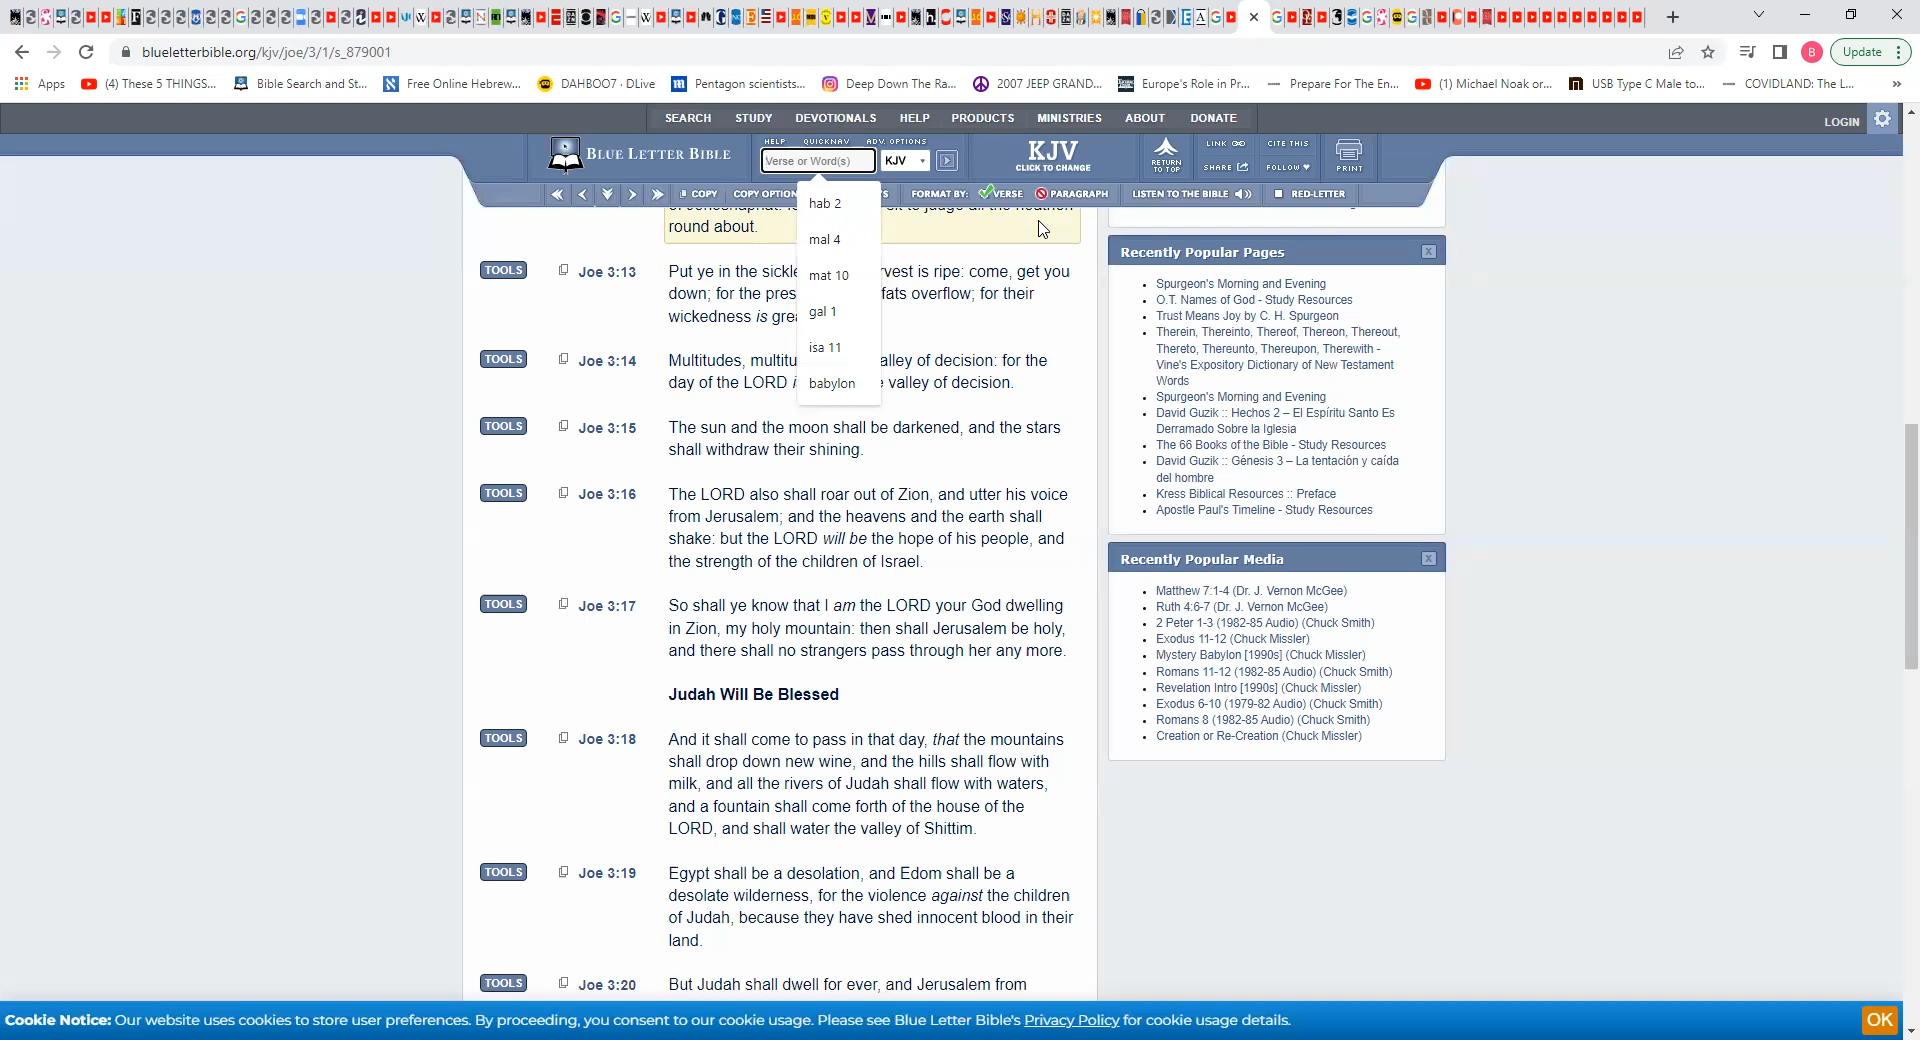 blueletterbible.org/kjv/joe/3/1/s_879001
B
Update
Apps
(4) These 5 THINGS...
Bible Search and St...
Free Online Hebrew...
DAHBOO7 · DLive
Pentagon scientists...
Deep Down The Ra...
2007 JEEP GRAND...
Europe's Role in Pr...
Prepare For The En...
(1) Michael Noak or...
USB Type C Male to...
COVIDLAND: The L...
»
SEARCH STUDY DEVOTIONALS HELP PRODUCTS MINISTRIES ABOUT DONATE
LOGIN
BLUE LETTER BIBLE
HELP QUICKNAV ADV. OPTIONS
Verse or Word(s)
KJV
KJV
CLICK TO CHANGE
RETURN TO TOP
LINK
CITE THIS
SHARE
FOLLOW
PRINT
COPY
COPY OPTION
FORMAT BY: VERSE PARAGRAPH
LISTEN TO THE BIBLE
RED-LETTER
hab 2
mal 4
mat 10
gal 1
isa 11
babylon
round about.
TOOLS Joe 3:13 Put ye in the sickle rvest is ripe: come, get you
down; for the pres fats overflow; for their
wickedness is grea
TOOLS Joe 3:14 Multitudes, multitu alley of decision: for the
day of the LORD valley of decision.
TOOLS Joe 3:15 The sun and the moon shall be darkened, and the stars
shall withdraw their shining.
TOOLS Joe 3:16 The LORD also shall roar out of Zion, and utter his voice
from Jerusalem; and the heavens and the earth shall
shake: but the LORD will be the hope of his people, and
the strength of the children of Israel.
TOOLS Joe 3:17 So shall ye know that I am the LORD your God dwelling
in Zion, my holy mountain: then shall Jerusalem be holy,
and there shall no strangers pass through her any more.
Judah Will Be Blessed
TOOLS Joe 3:18 And it shall come to pass in that day, that the mountains
shall drop down new wine, and the hills shall flow with
milk, and all the rivers of Judah shall flow with waters,
and a fountain shall come forth of the house of the
LORD, and shall water the valley of Shittim.
TOOLS Joe 3:19 Egypt shall be a desolation, and Edom shall be a
desolate wilderness, for the violence against the children
of Judah, because they have shed innocent blood in their
land.
TOOLS Joe 3:20 But Judah shall dwell for ever, and Jerusalem from
Recently Popular Pages
Spurgeon's Morning and Evening
O.T. Names of God - Study Resources
Trust Means Joy by C. H. Spurgeon
Therein, Thereinto, Thereof, Thereon, Thereout,
Thereto, Thereunto, Thereupon, Therewith -
Vine's Expository Dictionary of New Testament
Words
Spurgeon's Morning and Evening
David Guzik :: Hechos 2 – El Espíritu Santo Es
Derramado Sobre la Iglesia
The 66 Books of the Bible - Study Resources
David Guzik :: Génesis 3 – La tentación y caída
del hombre
Kress Biblical Resources :: Preface
Apostle Paul's Timeline - Study Resources
Recently Popular Media
Matthew 7:1-4 (Dr. J. Vernon McGee)
Ruth 4:6-7 (Dr. J. Vernon McGee)
2 Peter 1-3 (1982-85 Audio) (Chuck Smith)
Exodus 11-12 (Chuck Missler)
Mystery Babylon [1990s] (Chuck Missler)
Romans 11-12 (1982-85 Audio) (Chuck Smith)
Revelation Intro [1990s] (Chuck Missler)
Exodus 6-10 (1979-82 Audio) (Chuck Smith)
Romans 8 (1982-85 Audio) (Chuck Smith)
Creation or Re-Creation (Chuck Missler)
Cookie Notice: Our website uses cookies to store user preferences. By proceeding, you consent to our cookie usage. Please see Blue Letter Bible's Privacy Policy for cookie usage details.
OK